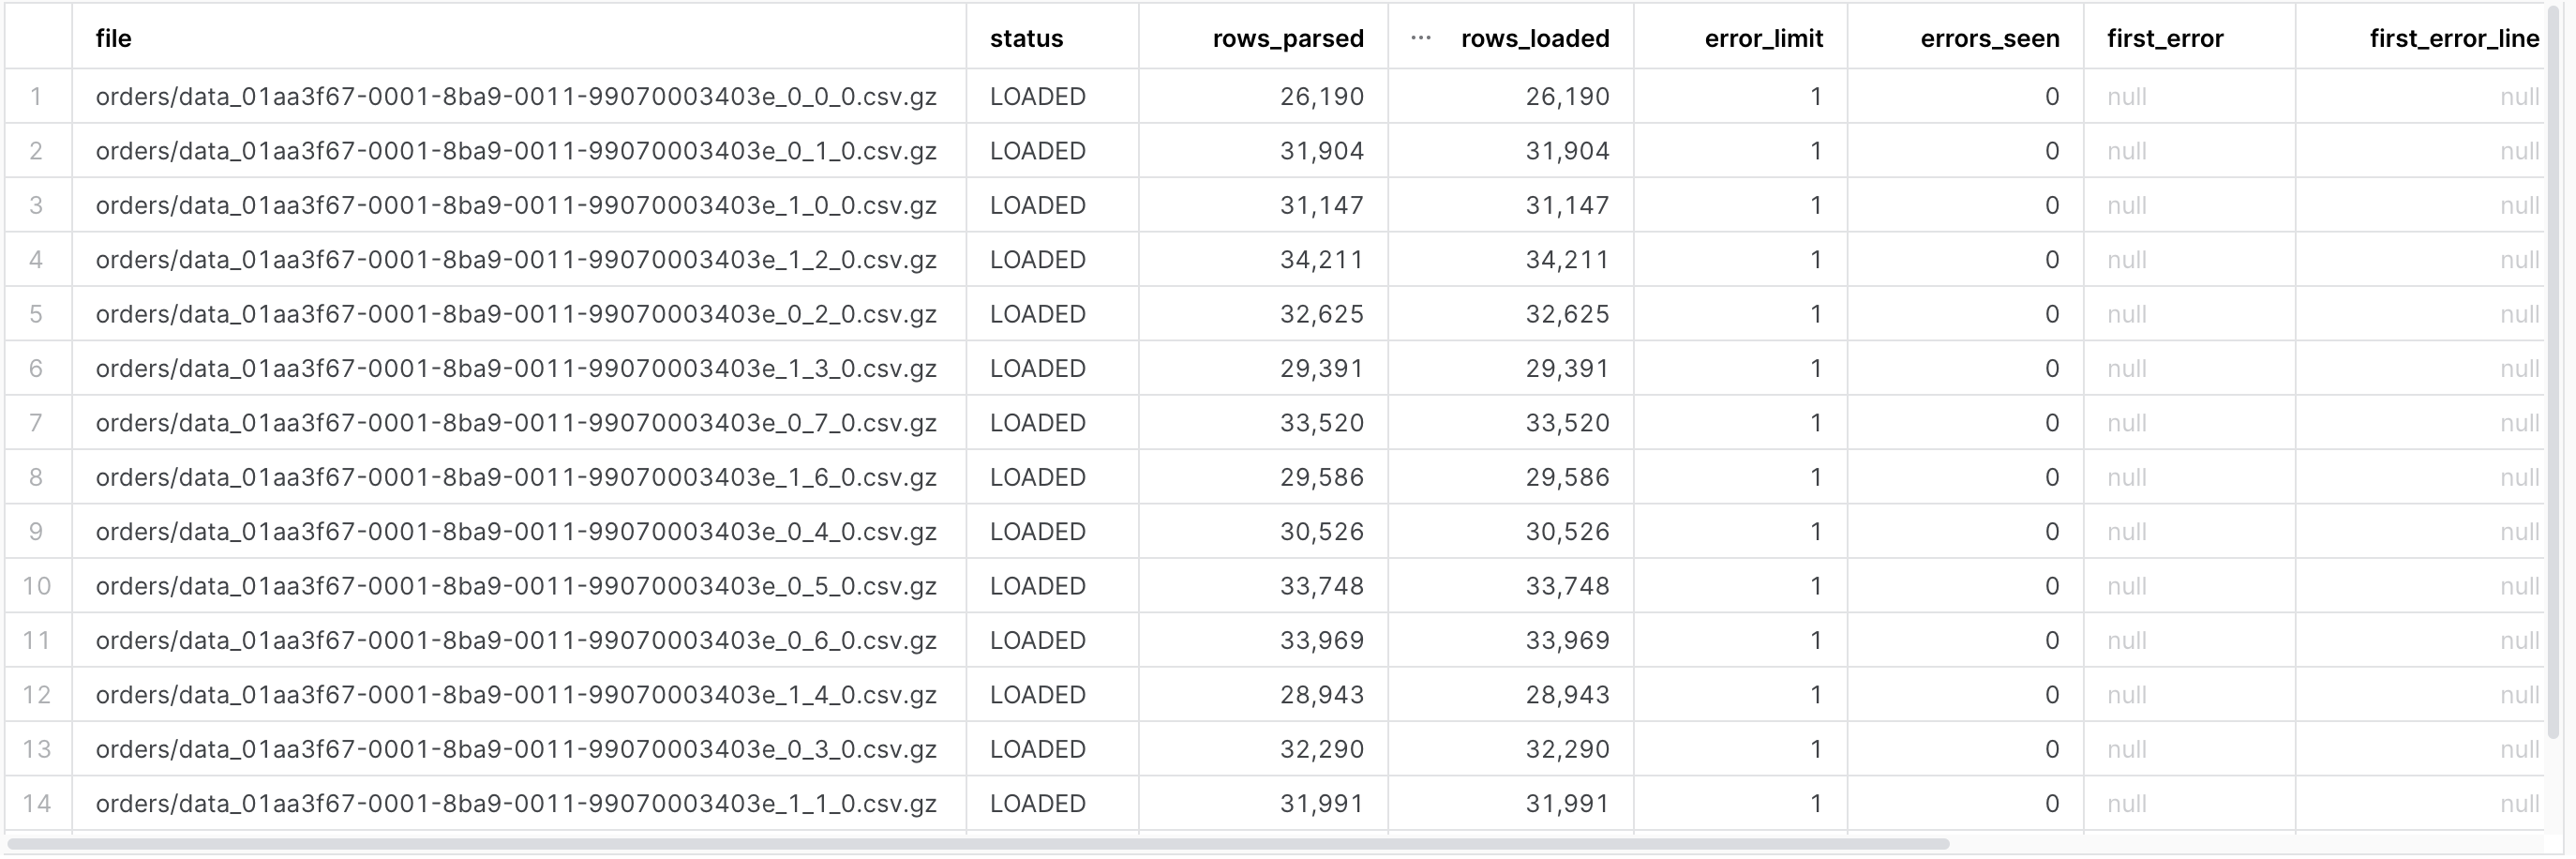 file status rows_parsed ... rows_loaded error_limit errors_seen first_error first_error_line
1 orders/data_01aa3f67-0001-8ba9-0011-99070003403e_0_0_0.csv.gz LOADED 26,190 26,190 1 0 null null
2 orders/data_01aa3f67-0001-8ba9-0011-99070003403e_0_1_0.csv.gz LOADED 31,904 31,904 1 0 null null
3 orders/data_01aa3f67-0001-8ba9-0011-99070003403e_1_0_0.csv.gz LOADED 31,147 31,147 1 0 null null
4 orders/data_01aa3f67-0001-8ba9-0011-99070003403e_1_2_0.csv.gz LOADED 34,211 34,211 1 0 null null
5 orders/data_01aa3f67-0001-8ba9-0011-99070003403e_0_2_0.csv.gz LOADED 32,625 32,625 1 0 null null
6 orders/data_01aa3f67-0001-8ba9-0011-99070003403e_1_3_0.csv.gz LOADED 29,391 29,391 1 0 null null
7 orders/data_01aa3f67-0001-8ba9-0011-99070003403e_0_7_0.csv.gz LOADED 33,520 33,520 1 0 null null
8 orders/data_01aa3f67-0001-8ba9-0011-99070003403e_1_6_0.csv.gz LOADED 29,586 29,586 1 0 null null
9 orders/data_01aa3f67-0001-8ba9-0011-99070003403e_0_4_0.csv.gz LOADED 30,526 30,526 1 0 null null
10 orders/data_01aa3f67-0001-8ba9-0011-99070003403e_0_5_0.csv.gz LOADED 33,748 33,748 1 0 null null
11 orders/data_01aa3f67-0001-8ba9-0011-99070003403e_0_6_0.csv.gz LOADED 33,969 33,969 1 0 null null
12 orders/data_01aa3f67-0001-8ba9-0011-99070003403e_1_4_0.csv.gz LOADED 28,943 28,943 1 0 null null
13 orders/data_01aa3f67-0001-8ba9-0011-99070003403e_0_3_0.csv.gz LOADED 32,290 32,290 1 0 null null
14 orders/data_01aa3f67-0001-8ba9-0011-99070003403e_1_1_0.csv.gz LOADED 31,991 31,991 1 0 null null